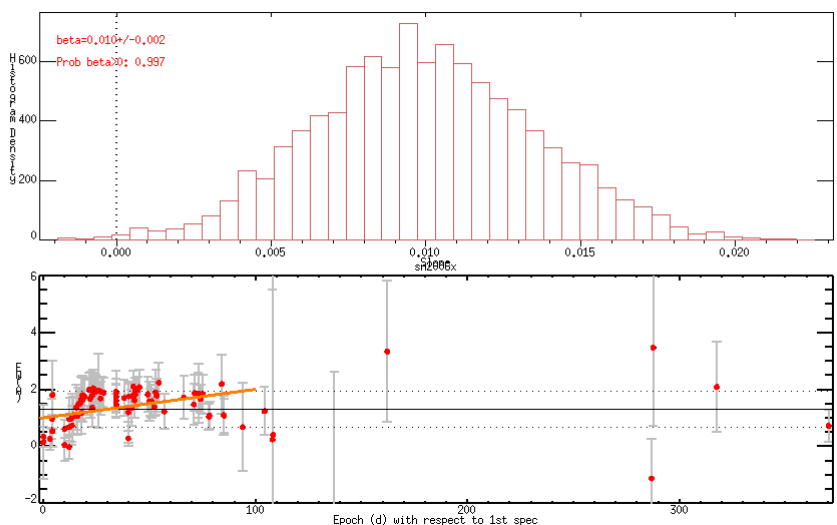 beta=0.010+/-0.002
Prob beta>0: 0.997
Histogram Density
600
400
200
0
0.000 0.005 0.010 0.015 0.020
Slope
sn2006x
6
4
2
0
-2
0 100 200 300
Epoch (d) with respect to 1st spec